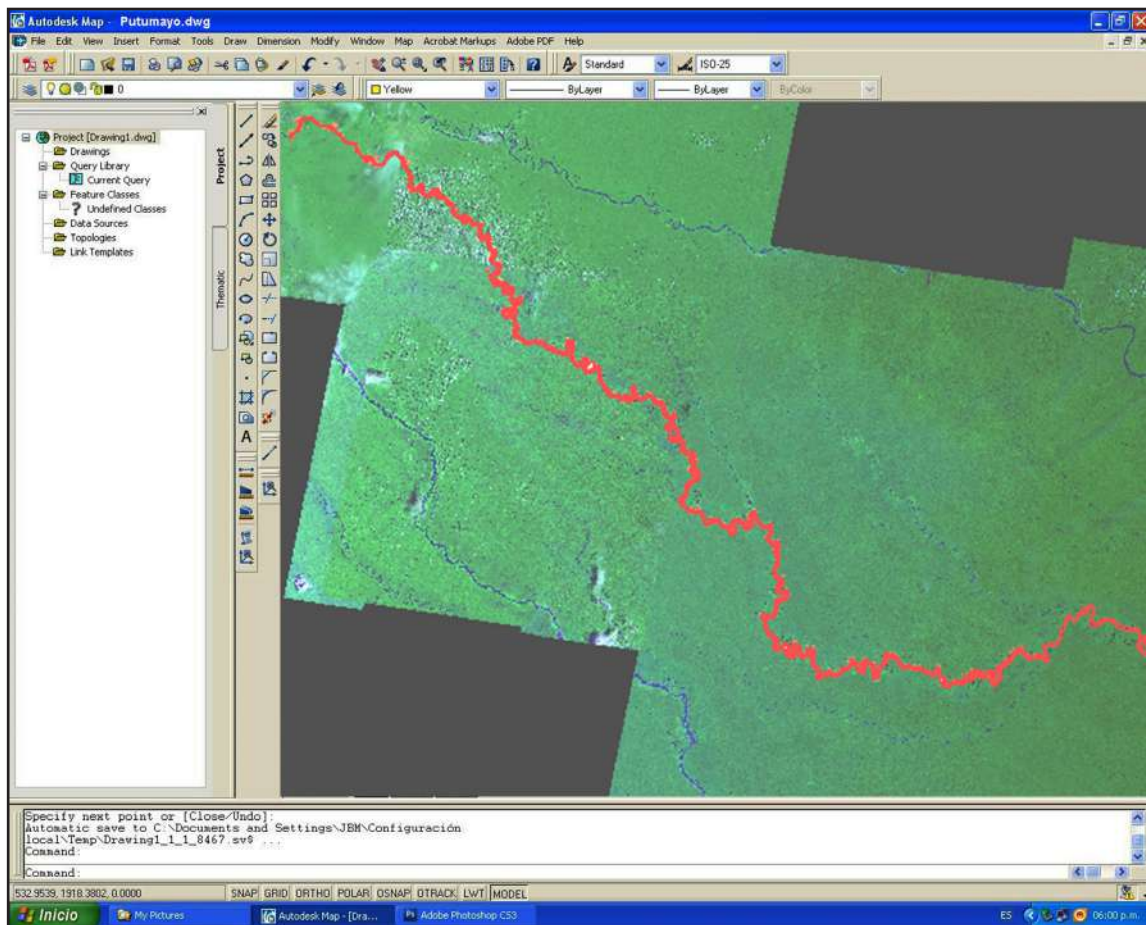 Autodesk Map - Putumayo.dwg
File Edit View Insert Format Tools Draw Dimension Modify Window Map Acrobat Markups Adobe PDF Help
Standard ISO-25
0 Yellow ByLayer ByLayer ByColor
Project [Drawing1.dwg]
Drawings
Query Library
Current Query
Feature Classes
? Undefined Classes
Data Sources
Topologies
Link Templates
Project
Thematic
A
Specify next point or [Close/Undo]:
Automatic save to C:\Documents and Settings\JBM\Configuración
local\Temp\Drawing1_1_1_8467.sv$ ...
Command:
Command:
532.9539, 1918.3802, 0.0000 SNAP GRID ORTHO POLAR OSNAP OTRACK LWT MODEL
Inicio My Pictures Autodesk Map - [Dra... Ps Adobe Photoshop CS3 ES 06:00 p.m.